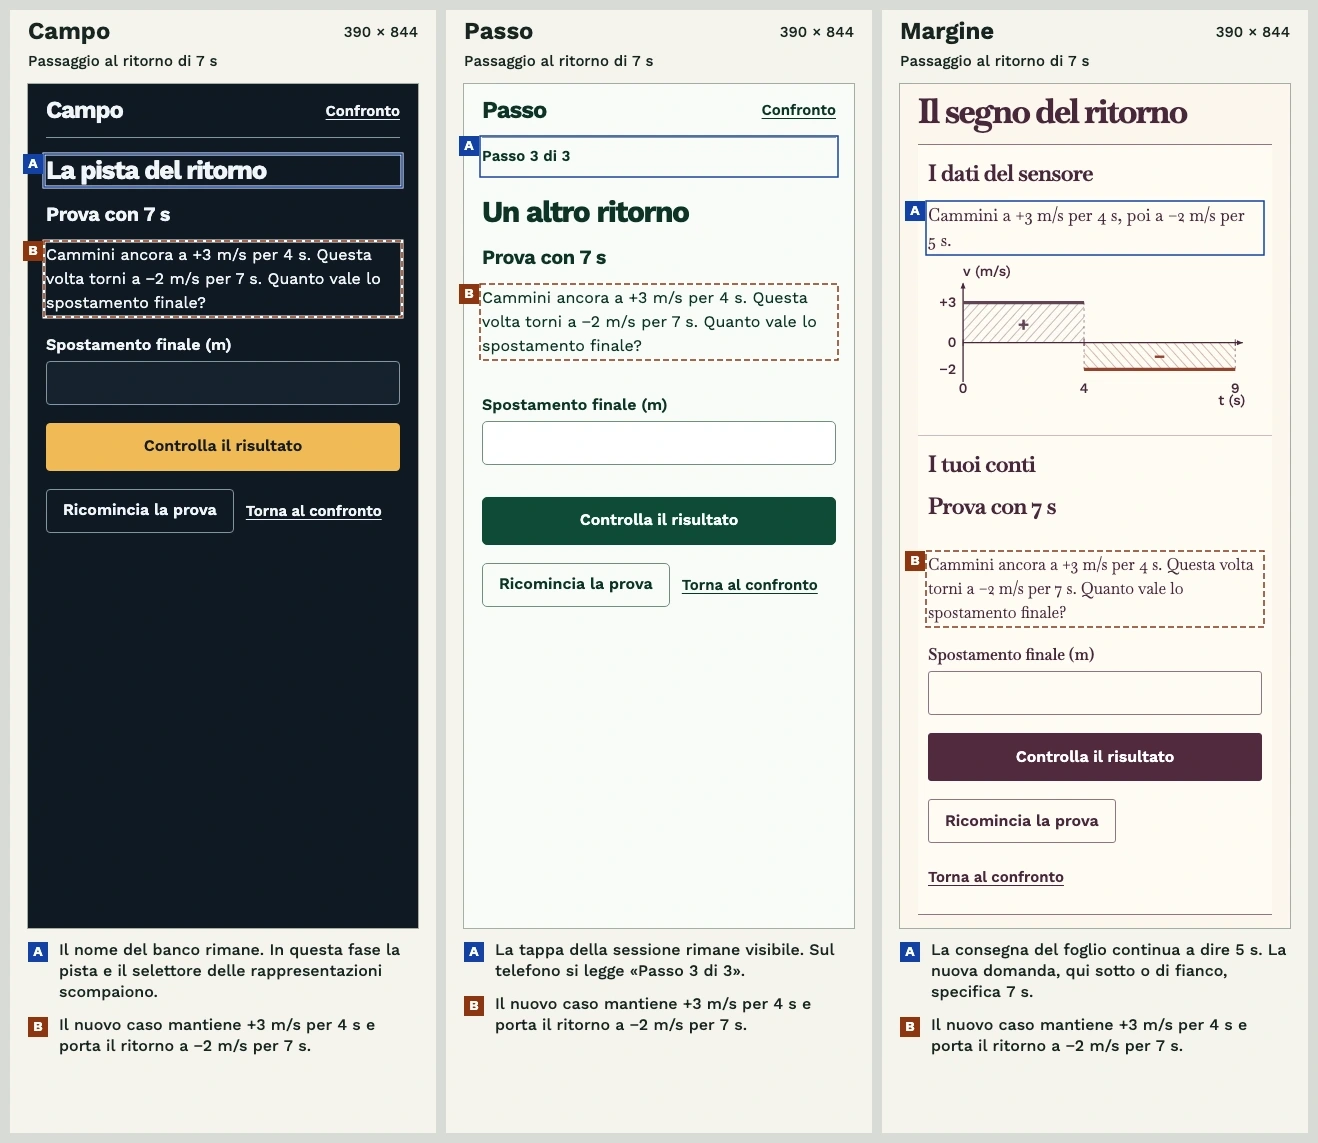 Campo
390 × 844
Passaggio al ritorno di 7 s
Campo
Confronto
A
La pista del ritorno
Prova con 7 s
B
Cammini ancora a +3 m/s per 4 s. Questa
volta torni a −2 m/s per 7 s. Quanto vale lo
spostamento finale?
Spostamento finale (m)
Controlla il risultato
Ricomincia la prova
Torna al confronto
A
Il nome del banco rimane. In questa fase la
pista e il selettore delle rappresentazioni
scompaiono.
B
Il nuovo caso mantiene +3 m/s per 4 s e
porta il ritorno a −2 m/s per 7 s.
Passo
390 × 844
Passaggio al ritorno di 7 s
Passo
Confronto
A
Passo 3 di 3
Un altro ritorno
Prova con 7 s
B
Cammini ancora a +3 m/s per 4 s. Questa
volta torni a −2 m/s per 7 s. Quanto vale lo
spostamento finale?
Spostamento finale (m)
Controlla il risultato
Ricomincia la prova
Torna al confronto
A
La tappa della sessione rimane visibile. Sul
telefono si legge «Passo 3 di 3».
B
Il nuovo caso mantiene +3 m/s per 4 s e
porta il ritorno a −2 m/s per 7 s.
Margine
390 × 844
Passaggio al ritorno di 7 s
Il segno del ritorno
I dati del sensore
A
Cammini a +3 m/s per 4 s, poi a −2 m/s per
5 s.
v (m/s)
+3
+
0
−
−2
0
4
9
t (s)
I tuoi conti
Prova con 7 s
B
Cammini ancora a +3 m/s per 4 s. Questa volta
torni a −2 m/s per 7 s. Quanto vale lo
spostamento finale?
Spostamento finale (m)
Controlla il risultato
Ricomincia la prova
Torna al confronto
A
La consegna del foglio continua a dire 5 s. La
nuova domanda, qui sotto o di fianco,
specifica 7 s.
B
Il nuovo caso mantiene +3 m/s per 4 s e
porta il ritorno a −2 m/s per 7 s.